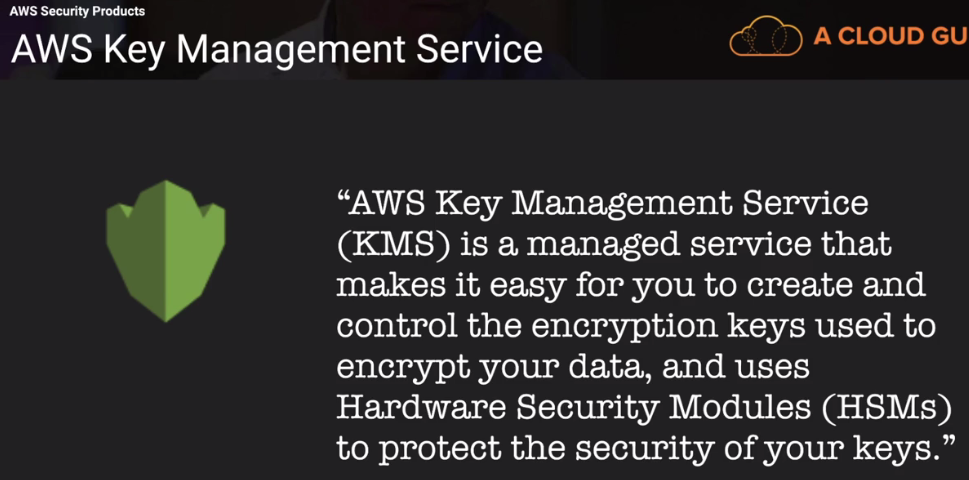 AWS Security Products
AWS Key Management Service
A CLOUD GU
“AWS Key Management Service
(KMS) is a managed service that
makes it easy for you to create and
control the encryption keys used to
encrypt your data, and uses
Hardware Security Modules (HSMs)
to protect the security of your keys.”